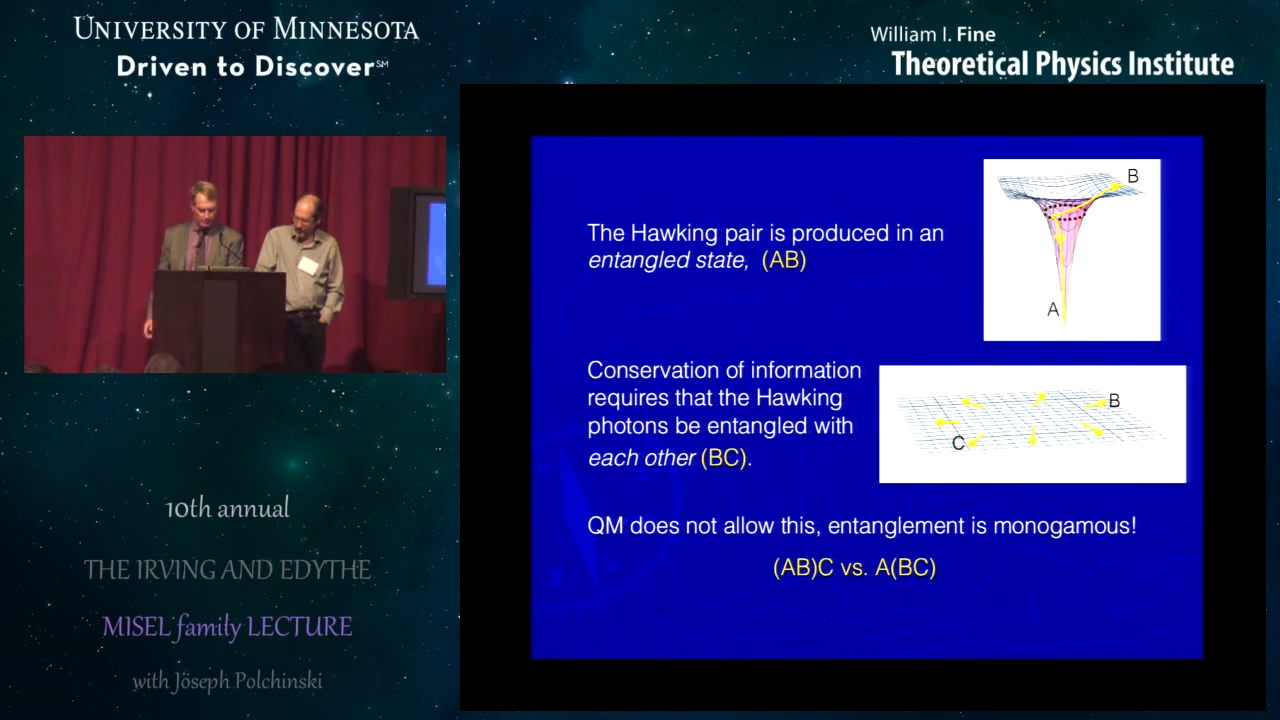 UNIVERSITY OF MINNESOTA
Driven to Discover℠
William I. Fine
Theoretical Physics Institute
The Hawking pair is produced in an
entangled state, (AB)
B
A
Conservation of information
requires that the Hawking
photons be entangled with
each other (BC).
B
C
QM does not allow this, entanglement is monogamous!
(AB)C vs. A(BC)
10th annual
THE IRVING AND EDYTHE
MISEL family LECTURE
with Joseph Polchinski